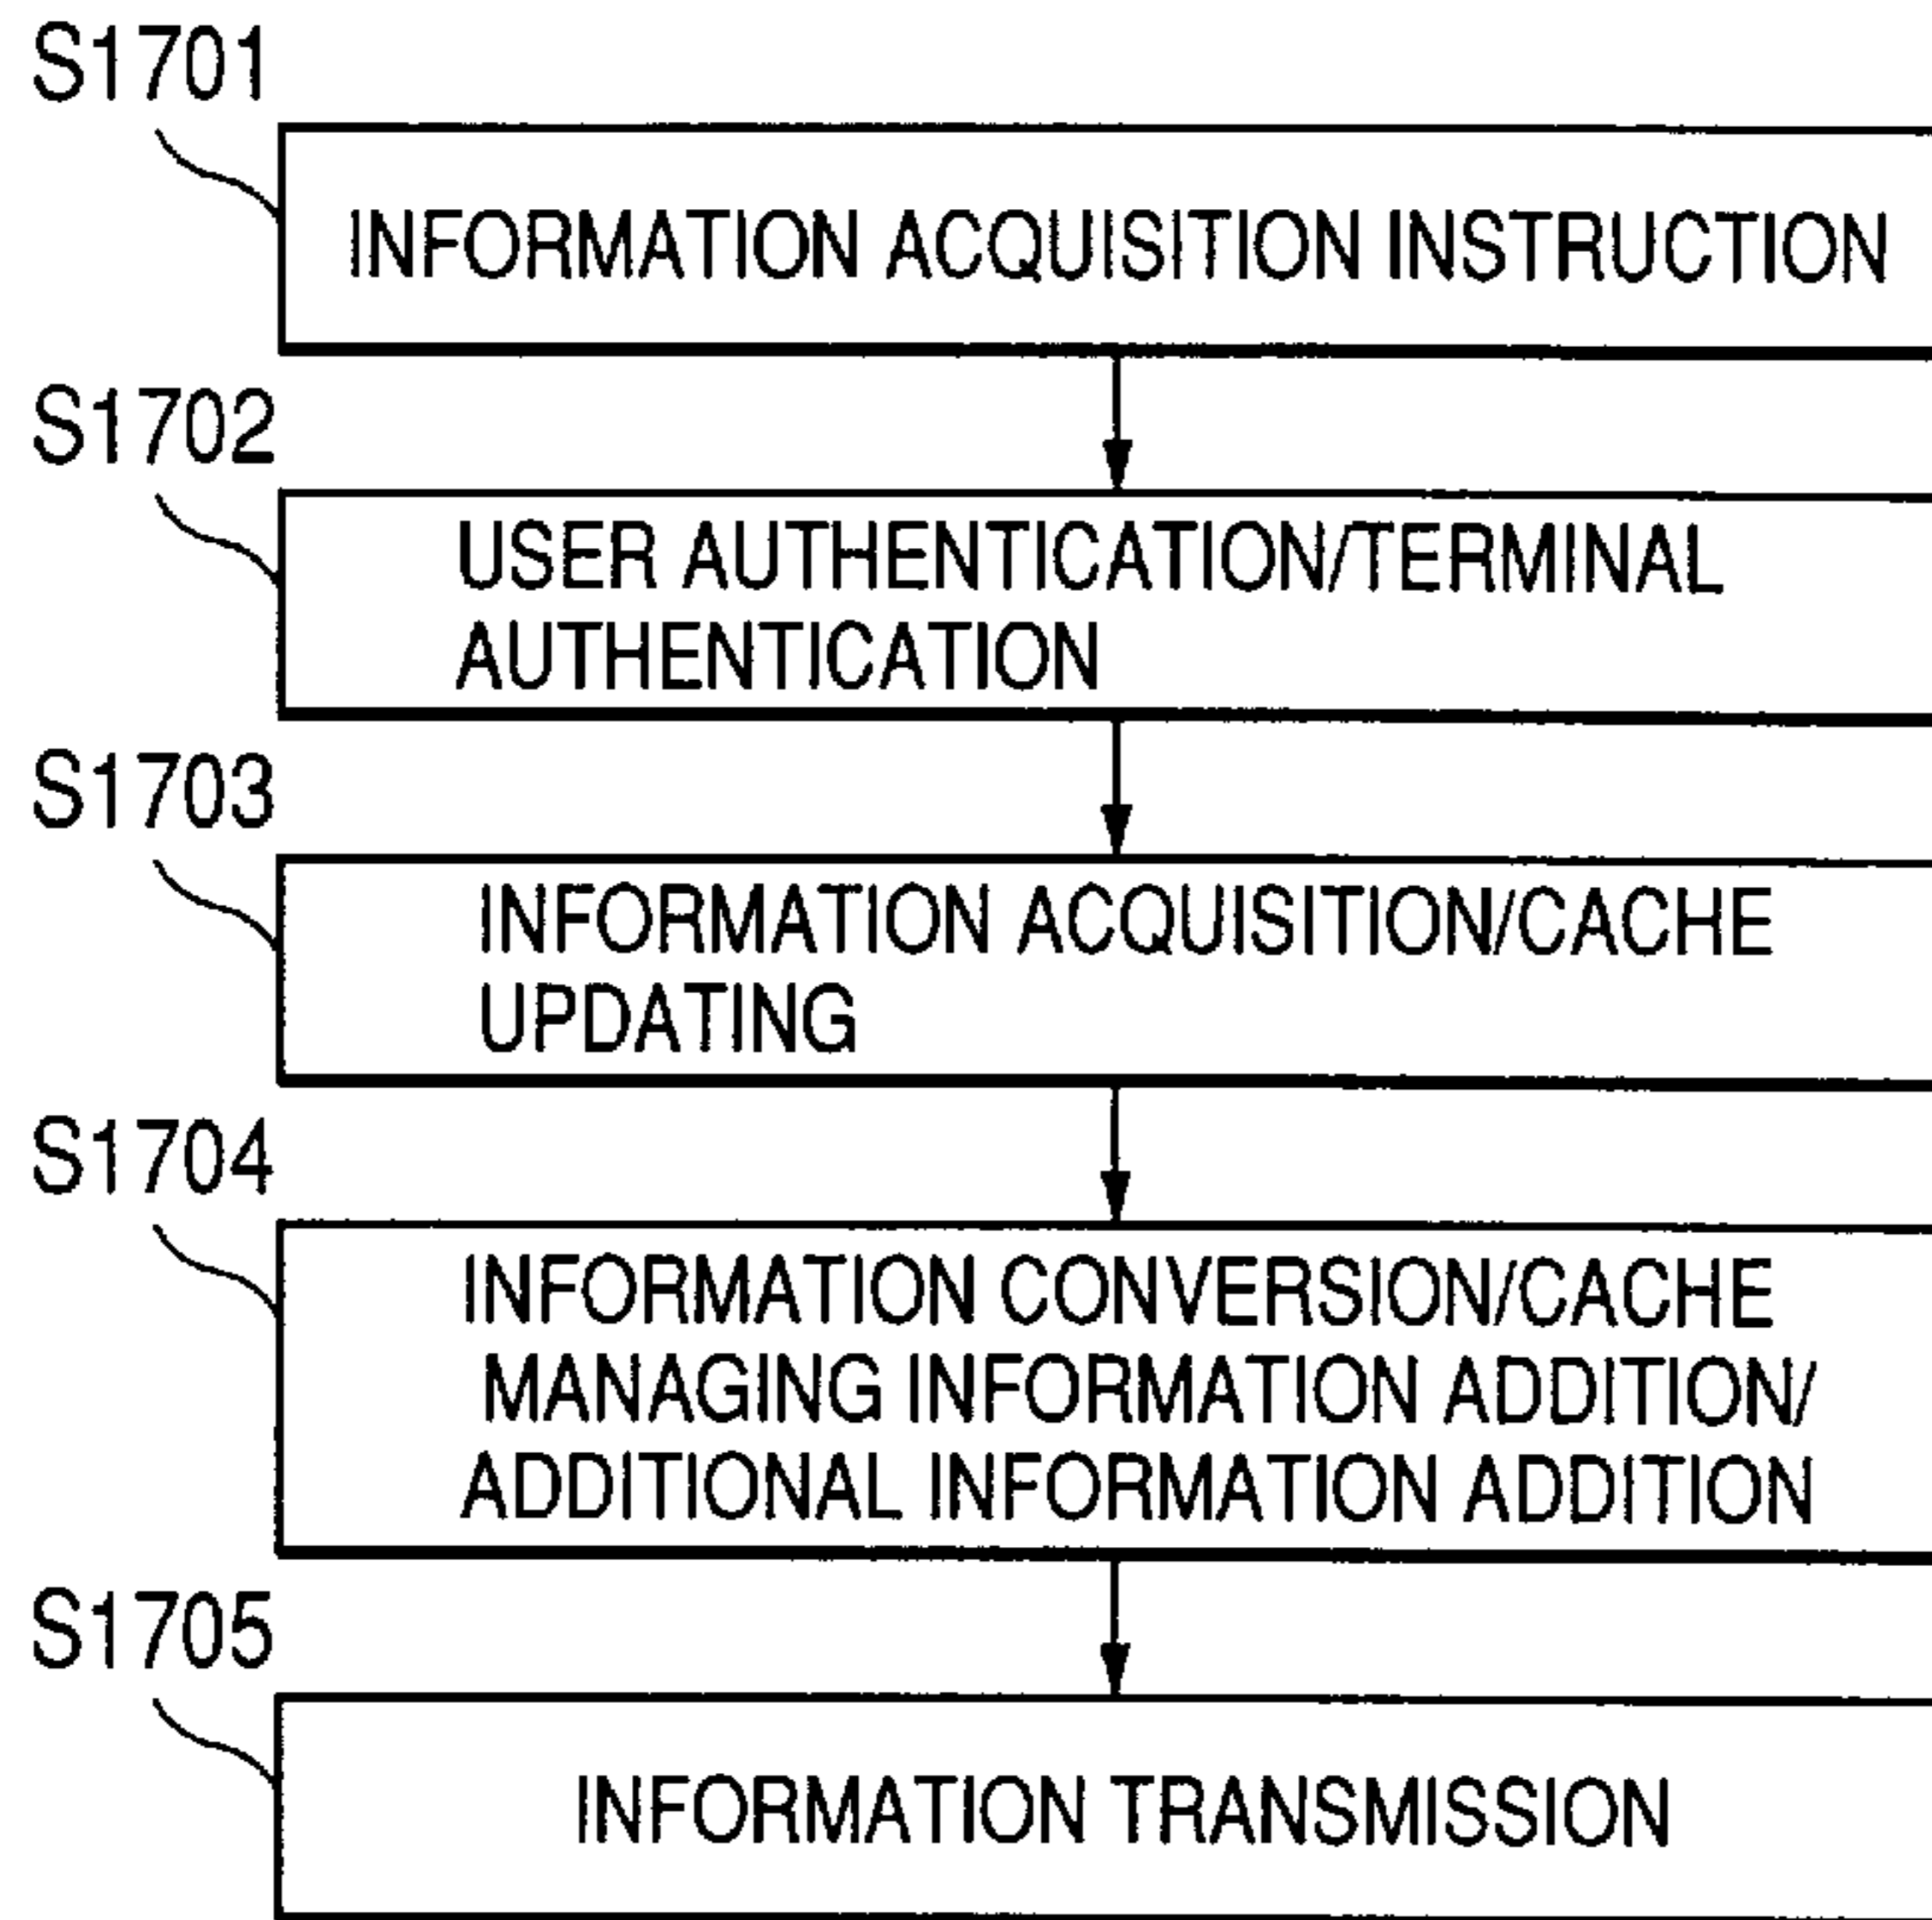 S1701
INFORMATION ACQUISITION INSTRUCTION
S1702
USER AUTHENTICATION/TERMINAL
AUTHENTICATION
S1703
INFORMATION ACQUISITION/CACHE
UPDATING
S1704
INFORMATION CONVERSION/CACHE
MANAGING INFORMATION ADDITION/
ADDITIONAL INFORMATION ADDITION
S1705
INFORMATION TRANSMISSION